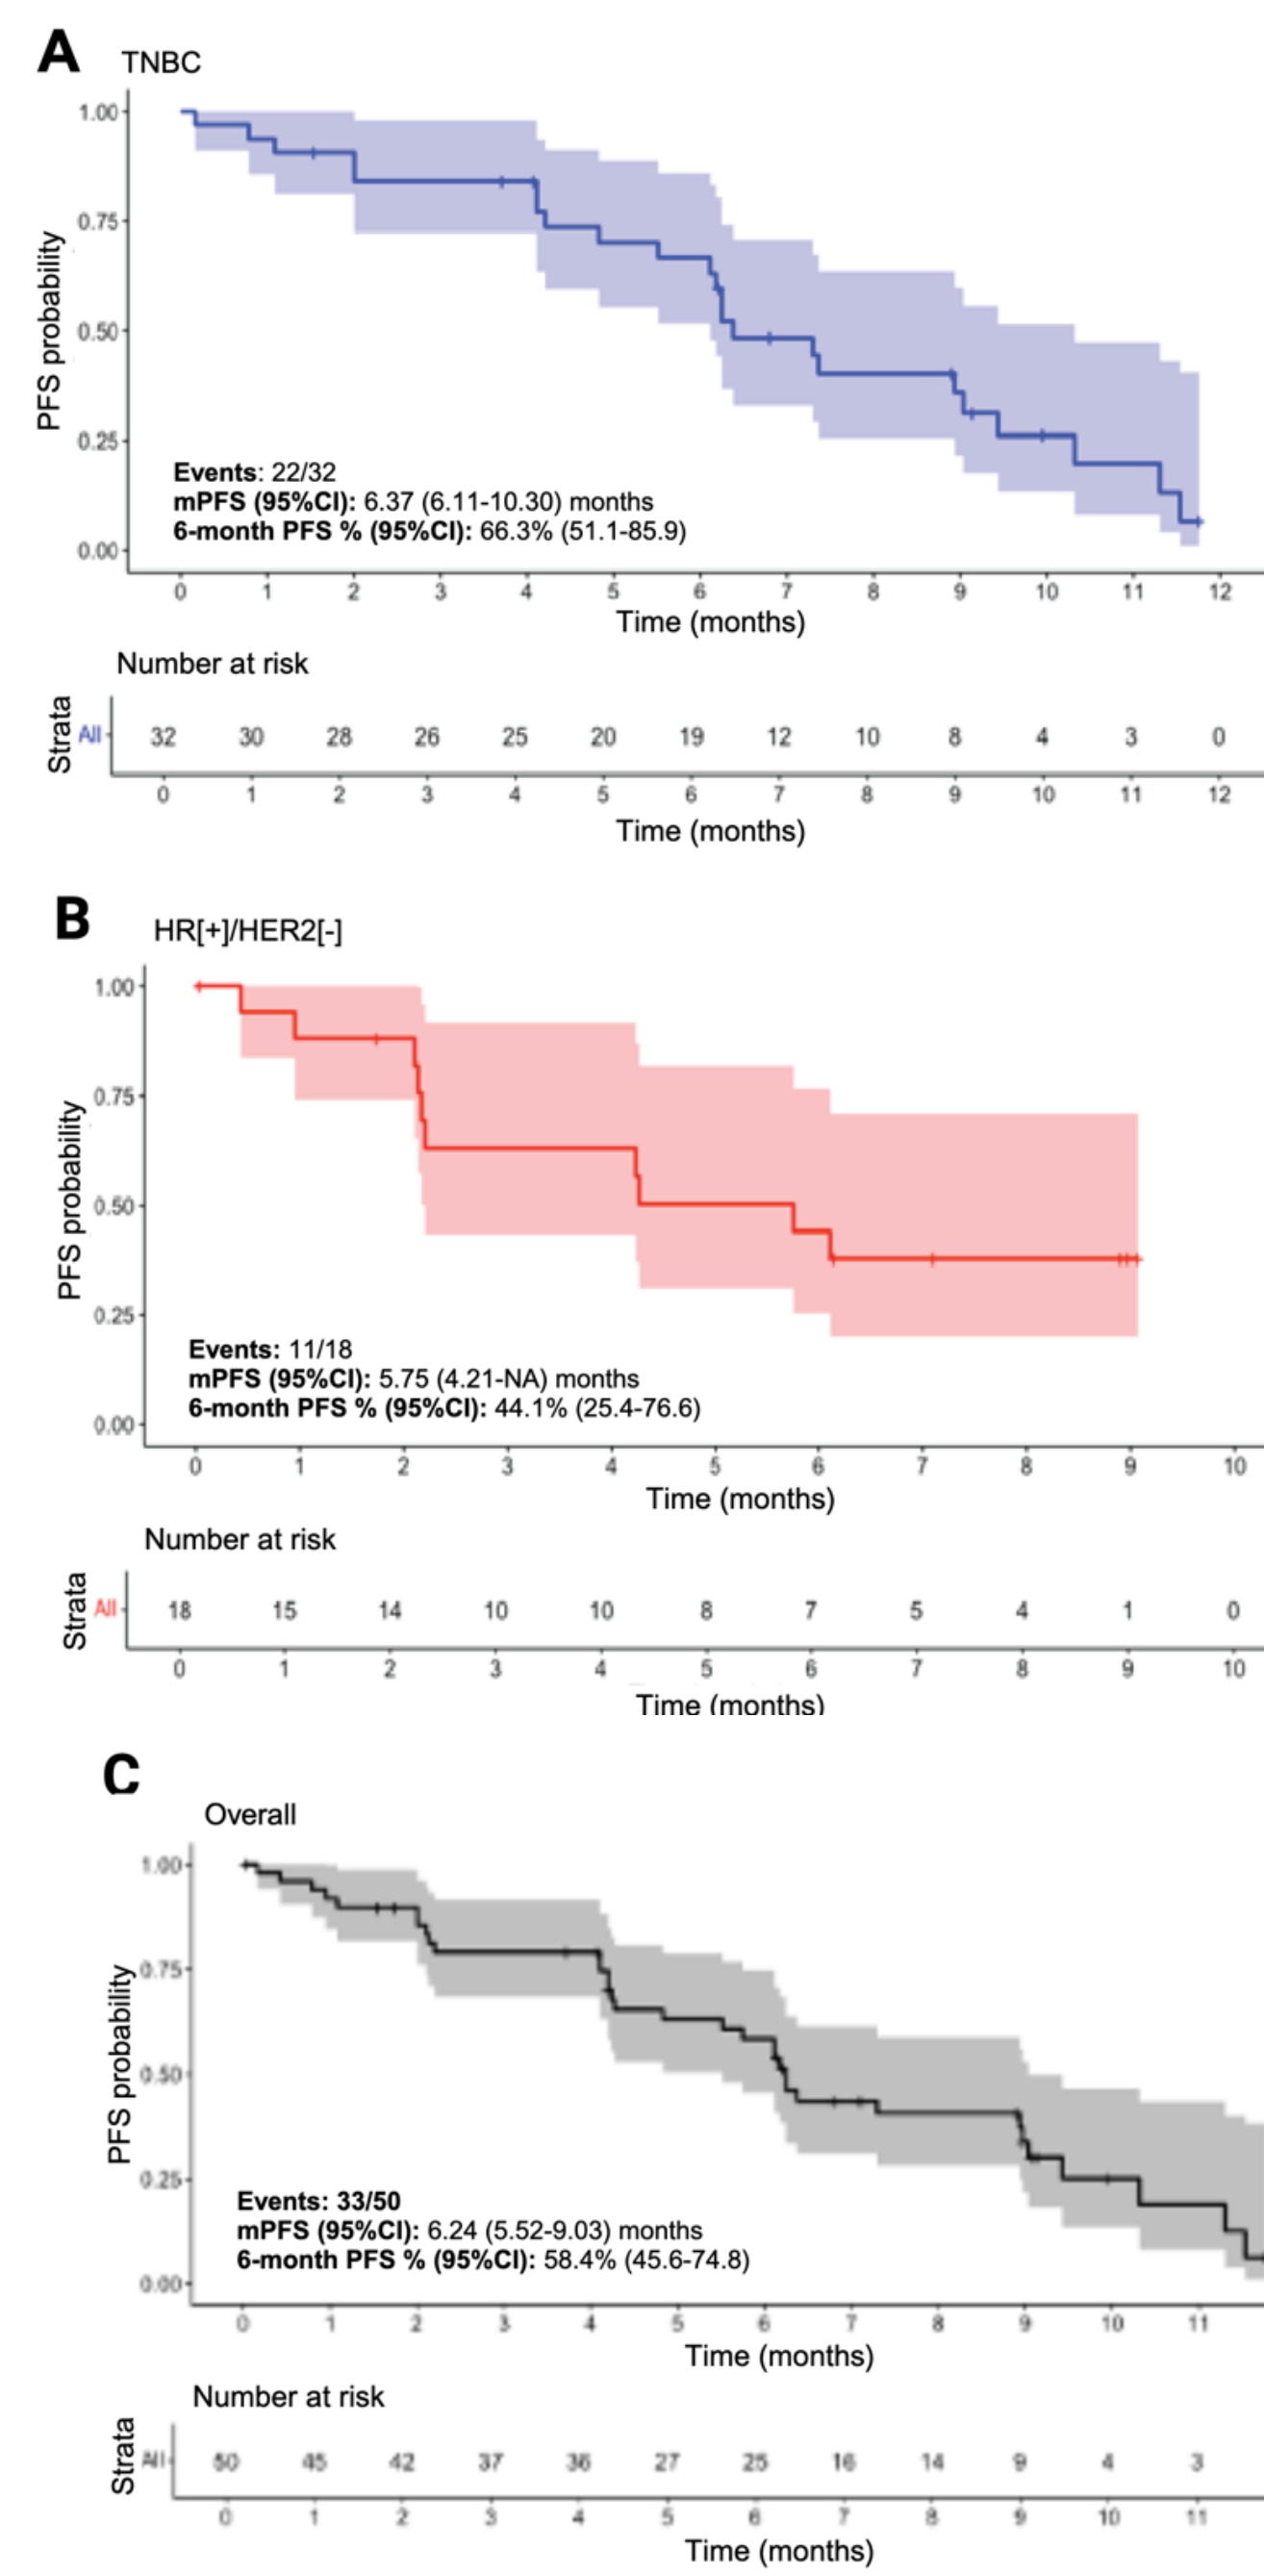 A
TNBC
PFS probability
1.00
0.75
0.50
0.25
0.00
Events: 22/32
mPFS (95%CI): 6.37 (6.11-10.30) months
6-month PFS % (95%CI): 66.3% (51.1-85.9)
0 1 2 3 4 5 6 7 8 9 10 11 12
Time (months)
Number at risk
Strata
All 32 30 28 26 25 20 19 12 10 8 4 3 0
0 1 2 3 4 5 6 7 8 9 10 11 12
Time (months)
B
HR[+]/HER2[-]
PFS probability
1.00
0.75
0.50
0.25
0.00
Events: 11/18
mPFS (95%CI): 5.75 (4.21-NA) months
6-month PFS % (95%CI): 44.1% (25.4-76.6)
0 1 2 3 4 5 6 7 8 9 10
Time (months)
Number at risk
Strata
All 18 15 14 10 10 8 7 5 4 1 0
0 1 2 3 4 5 6 7 8 9 10
Time (months)
C
Overall
PFS probability
1.00
0.75
0.50
0.25
0.00
Events: 33/50
mPFS (95%CI): 6.24 (5.52-9.03) months
6-month PFS % (95%CI): 58.4% (45.6-74.8)
0 1 2 3 4 5 6 7 8 9 10 11
Time (months)
Number at risk
Strata
All 50 45 42 37 36 27 25 16 14 9 4 3
0 1 2 3 4 5 6 7 8 9 10 11
Time (months)